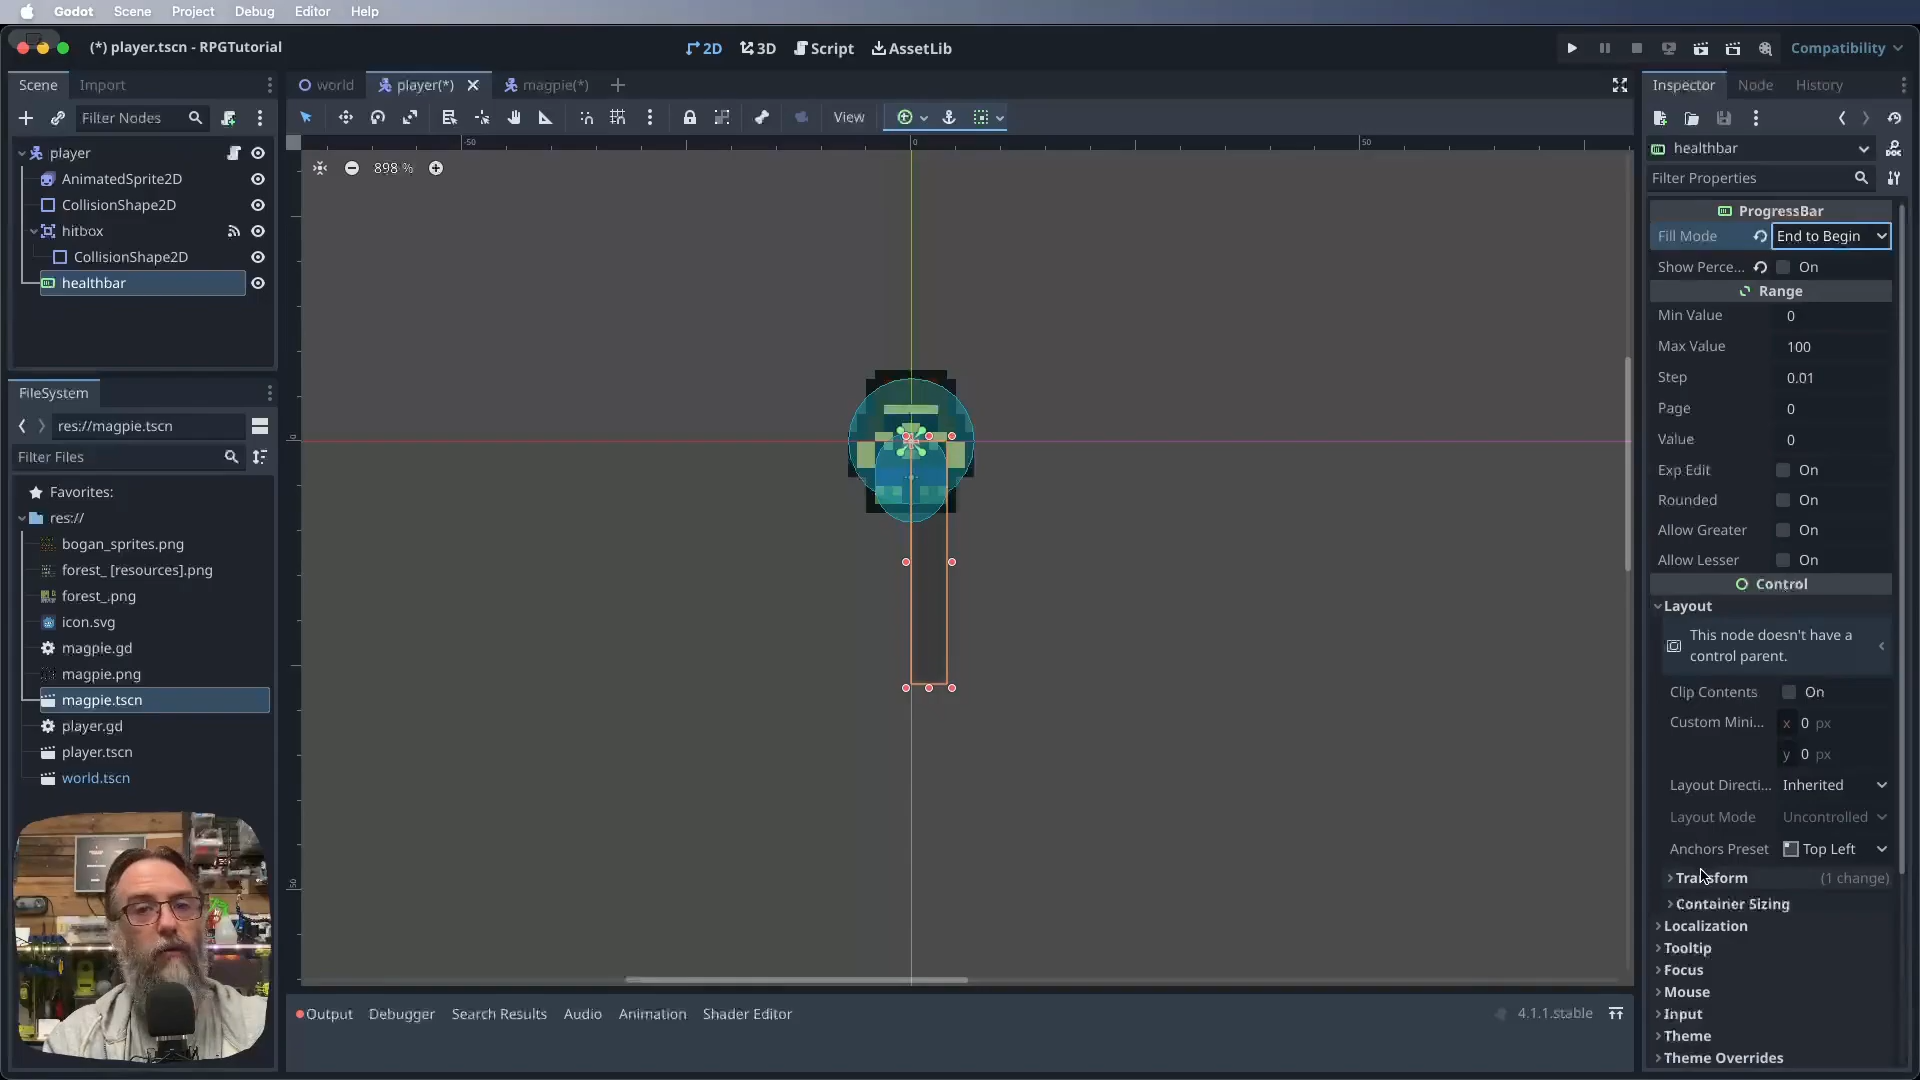 Godot Scene Project Debug Editor Help
(*) player.tscn - RPGTutorial
2D 3D Script AssetLib
Compatibility
Scene Import
world player(*) magpie(*)
Inspector Node History
Filter Nodes
View
player
AnimatedSprite2D
CollisionShape2D
hitbox
CollisionShape2D
healthbar
-50 0 50
898 %
0
50
FileSystem
res://magpie.tscn
Filter Files
Favorites:
res://
bogan_sprites.png
forest_ [resources].png
forest_.png
icon.svg
magpie.gd
magpie.png
magpie.tscn
player.gd
player.tscn
world.tscn
healthbar
Filter Properties
ProgressBar
Fill Mode End to Begin
Show Perce... On
Range
Min Value 0
Max Value 100
Step 0.01
Page 0
Value 0
Exp Edit On
Rounded On
Allow Greater On
Allow Lesser On
Control
Layout
This node doesn't have a
control parent.
Clip Contents On
Custom Mini... x 0 px
y 0 px
Layout Directi... Inherited
Layout Mode Uncontrolled
Anchors Preset Top Left
Transform (1 change)
Container Sizing
Localization
Tooltip
Focus
Mouse
Input
Theme
Theme Overrides
Output Debugger Search Results Audio Animation Shader Editor
4.1.1.stable